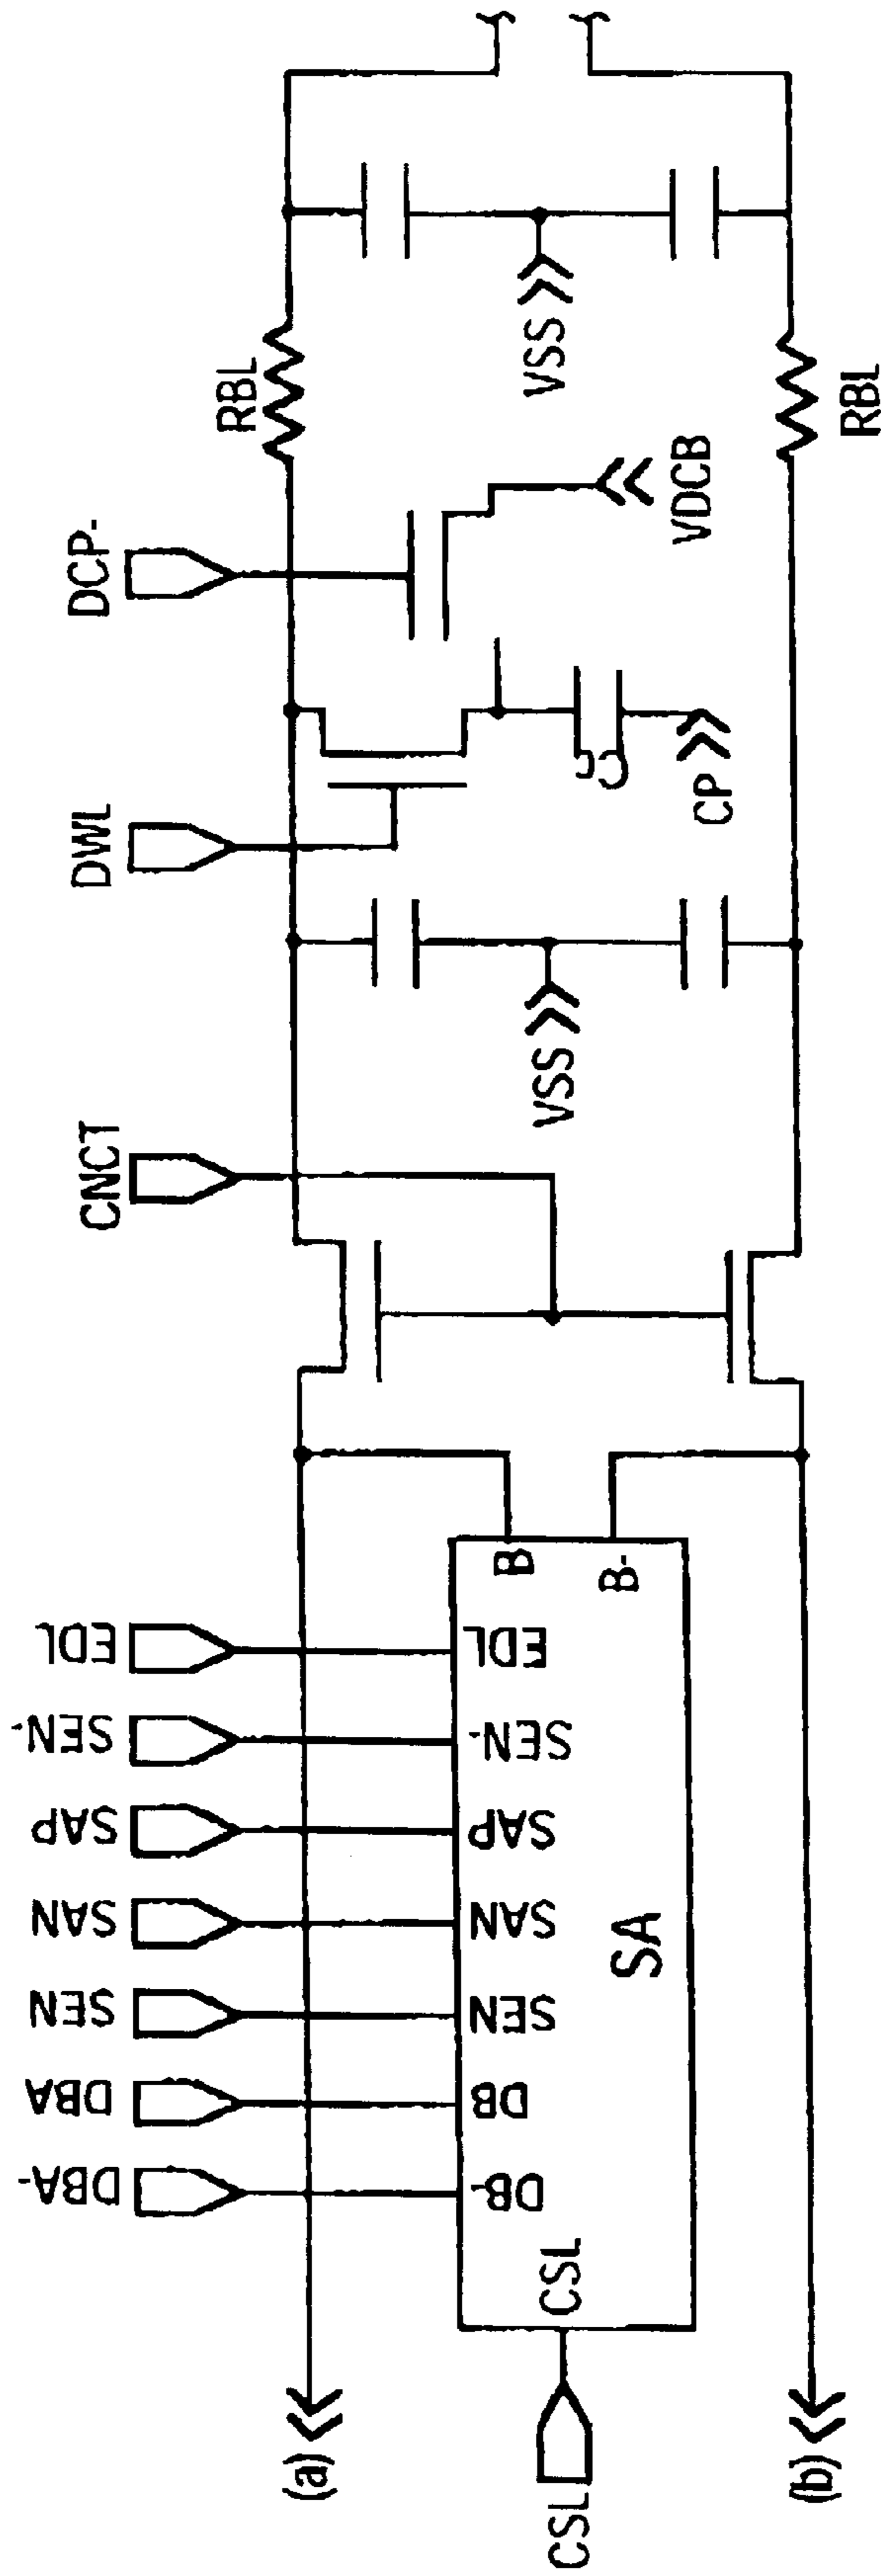 DBA-
DBA
SEN
SAN
SAP
SEN-
EDL
CNCT
DWL
DCP-
(a)
RBL
DB-
DB
SEN
SAN
SAP
SEN-
EDL
B
B-
CSL
CSL
SA
VSS
CC
CP
VDCB
VSS
(b)
RBL